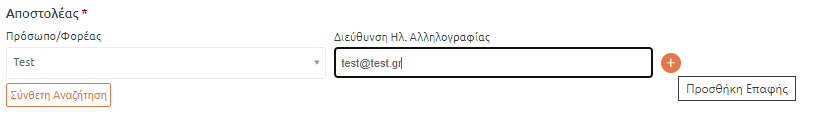 Αποστολέας *
Πρόσωπο/Φορέας Διεύθυνση Ηλ. Αλληλογραφίας
Test test@test.gr
Προσθήκη Επαφής
Σύνθετη Αναζήτηση